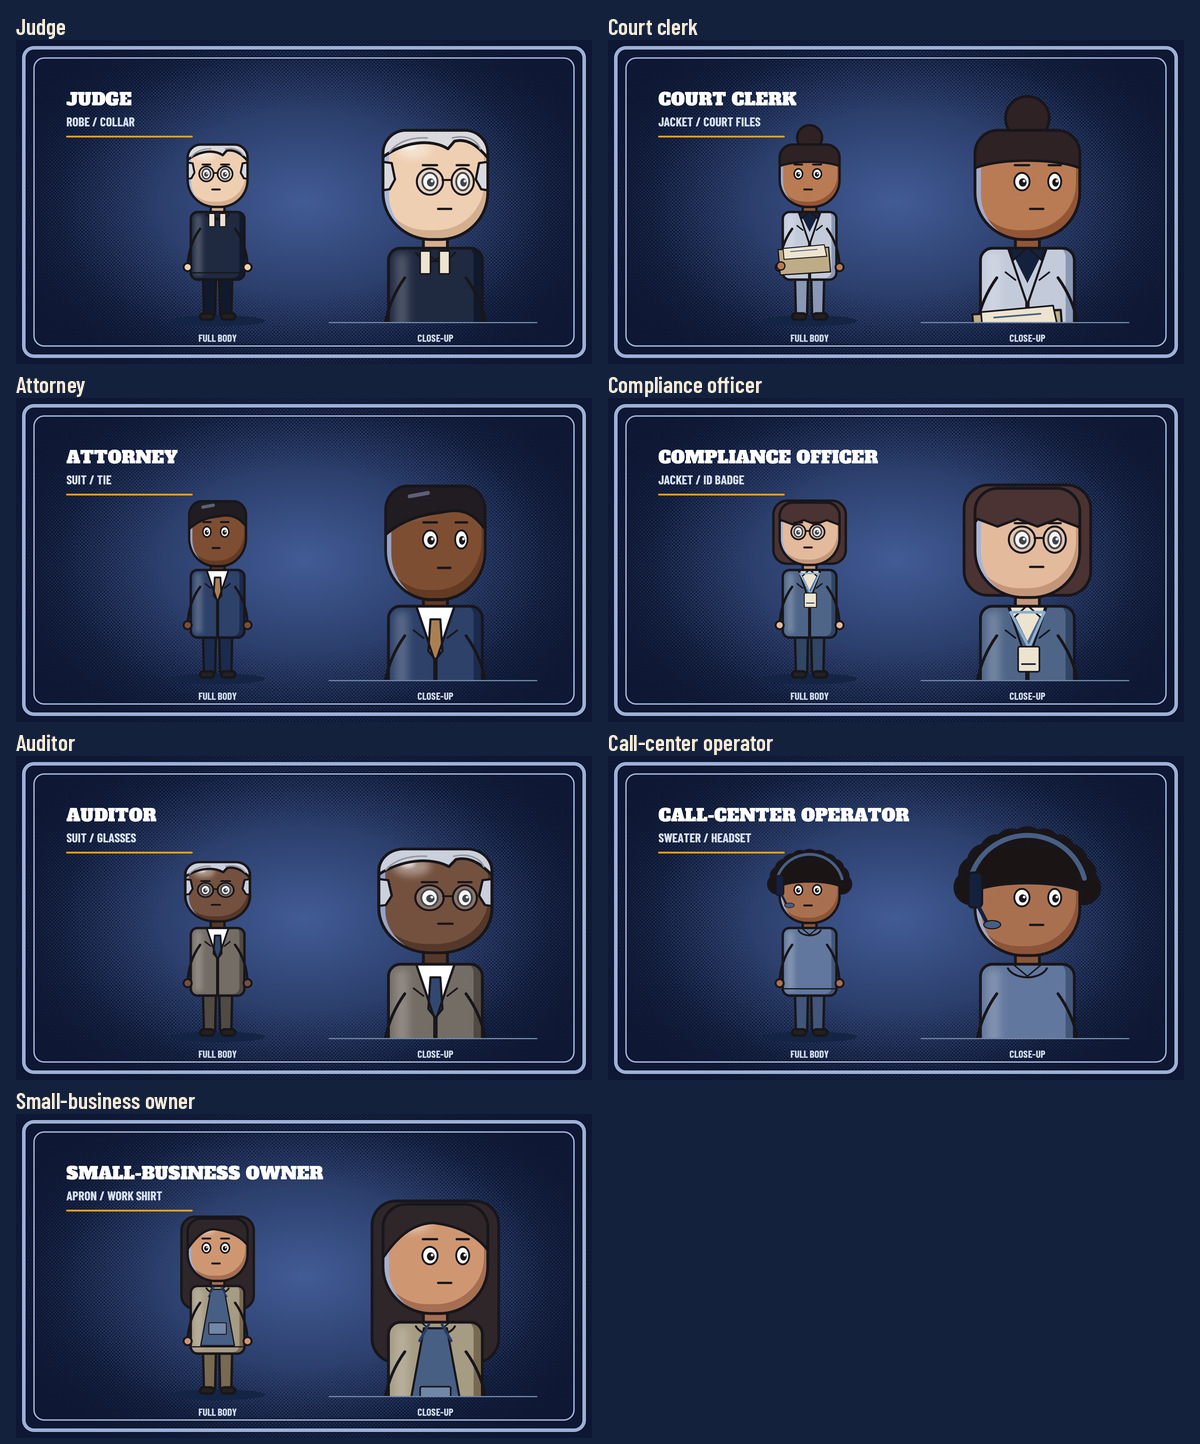 Judge
JUDGE
ROBE / COLLAR
FULL BODY
CLOSE-UP
Court clerk
COURT CLERK
JACKET / COURT FILES
FULL BODY
CLOSE-UP
Attorney
ATTORNEY
SUIT / TIE
FULL BODY
CLOSE-UP
Compliance officer
COMPLIANCE OFFICER
JACKET / ID BADGE
FULL BODY
CLOSE-UP
Auditor
AUDITOR
SUIT / GLASSES
FULL BODY
CLOSE-UP
Call-center operator
CALL-CENTER OPERATOR
SWEATER / HEADSET
FULL BODY
CLOSE-UP
Small-business owner
SMALL-BUSINESS OWNER
APRON / WORK SHIRT
FULL BODY
CLOSE-UP